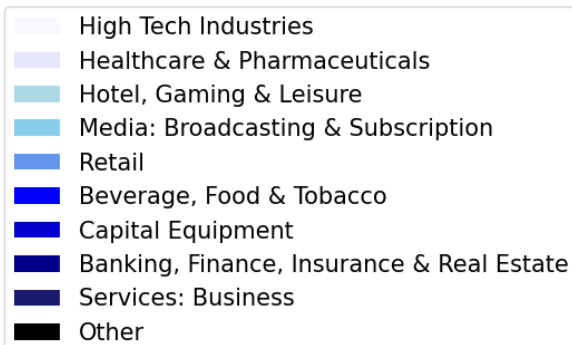 High Tech Industries
Healthcare & Pharmaceuticals
Hotel, Gaming & Leisure
Media: Broadcasting & Subscription
Retail
Beverage, Food & Tobacco
Capital Equipment
Banking, Finance, Insurance & Real Estate
Services: Business
Other